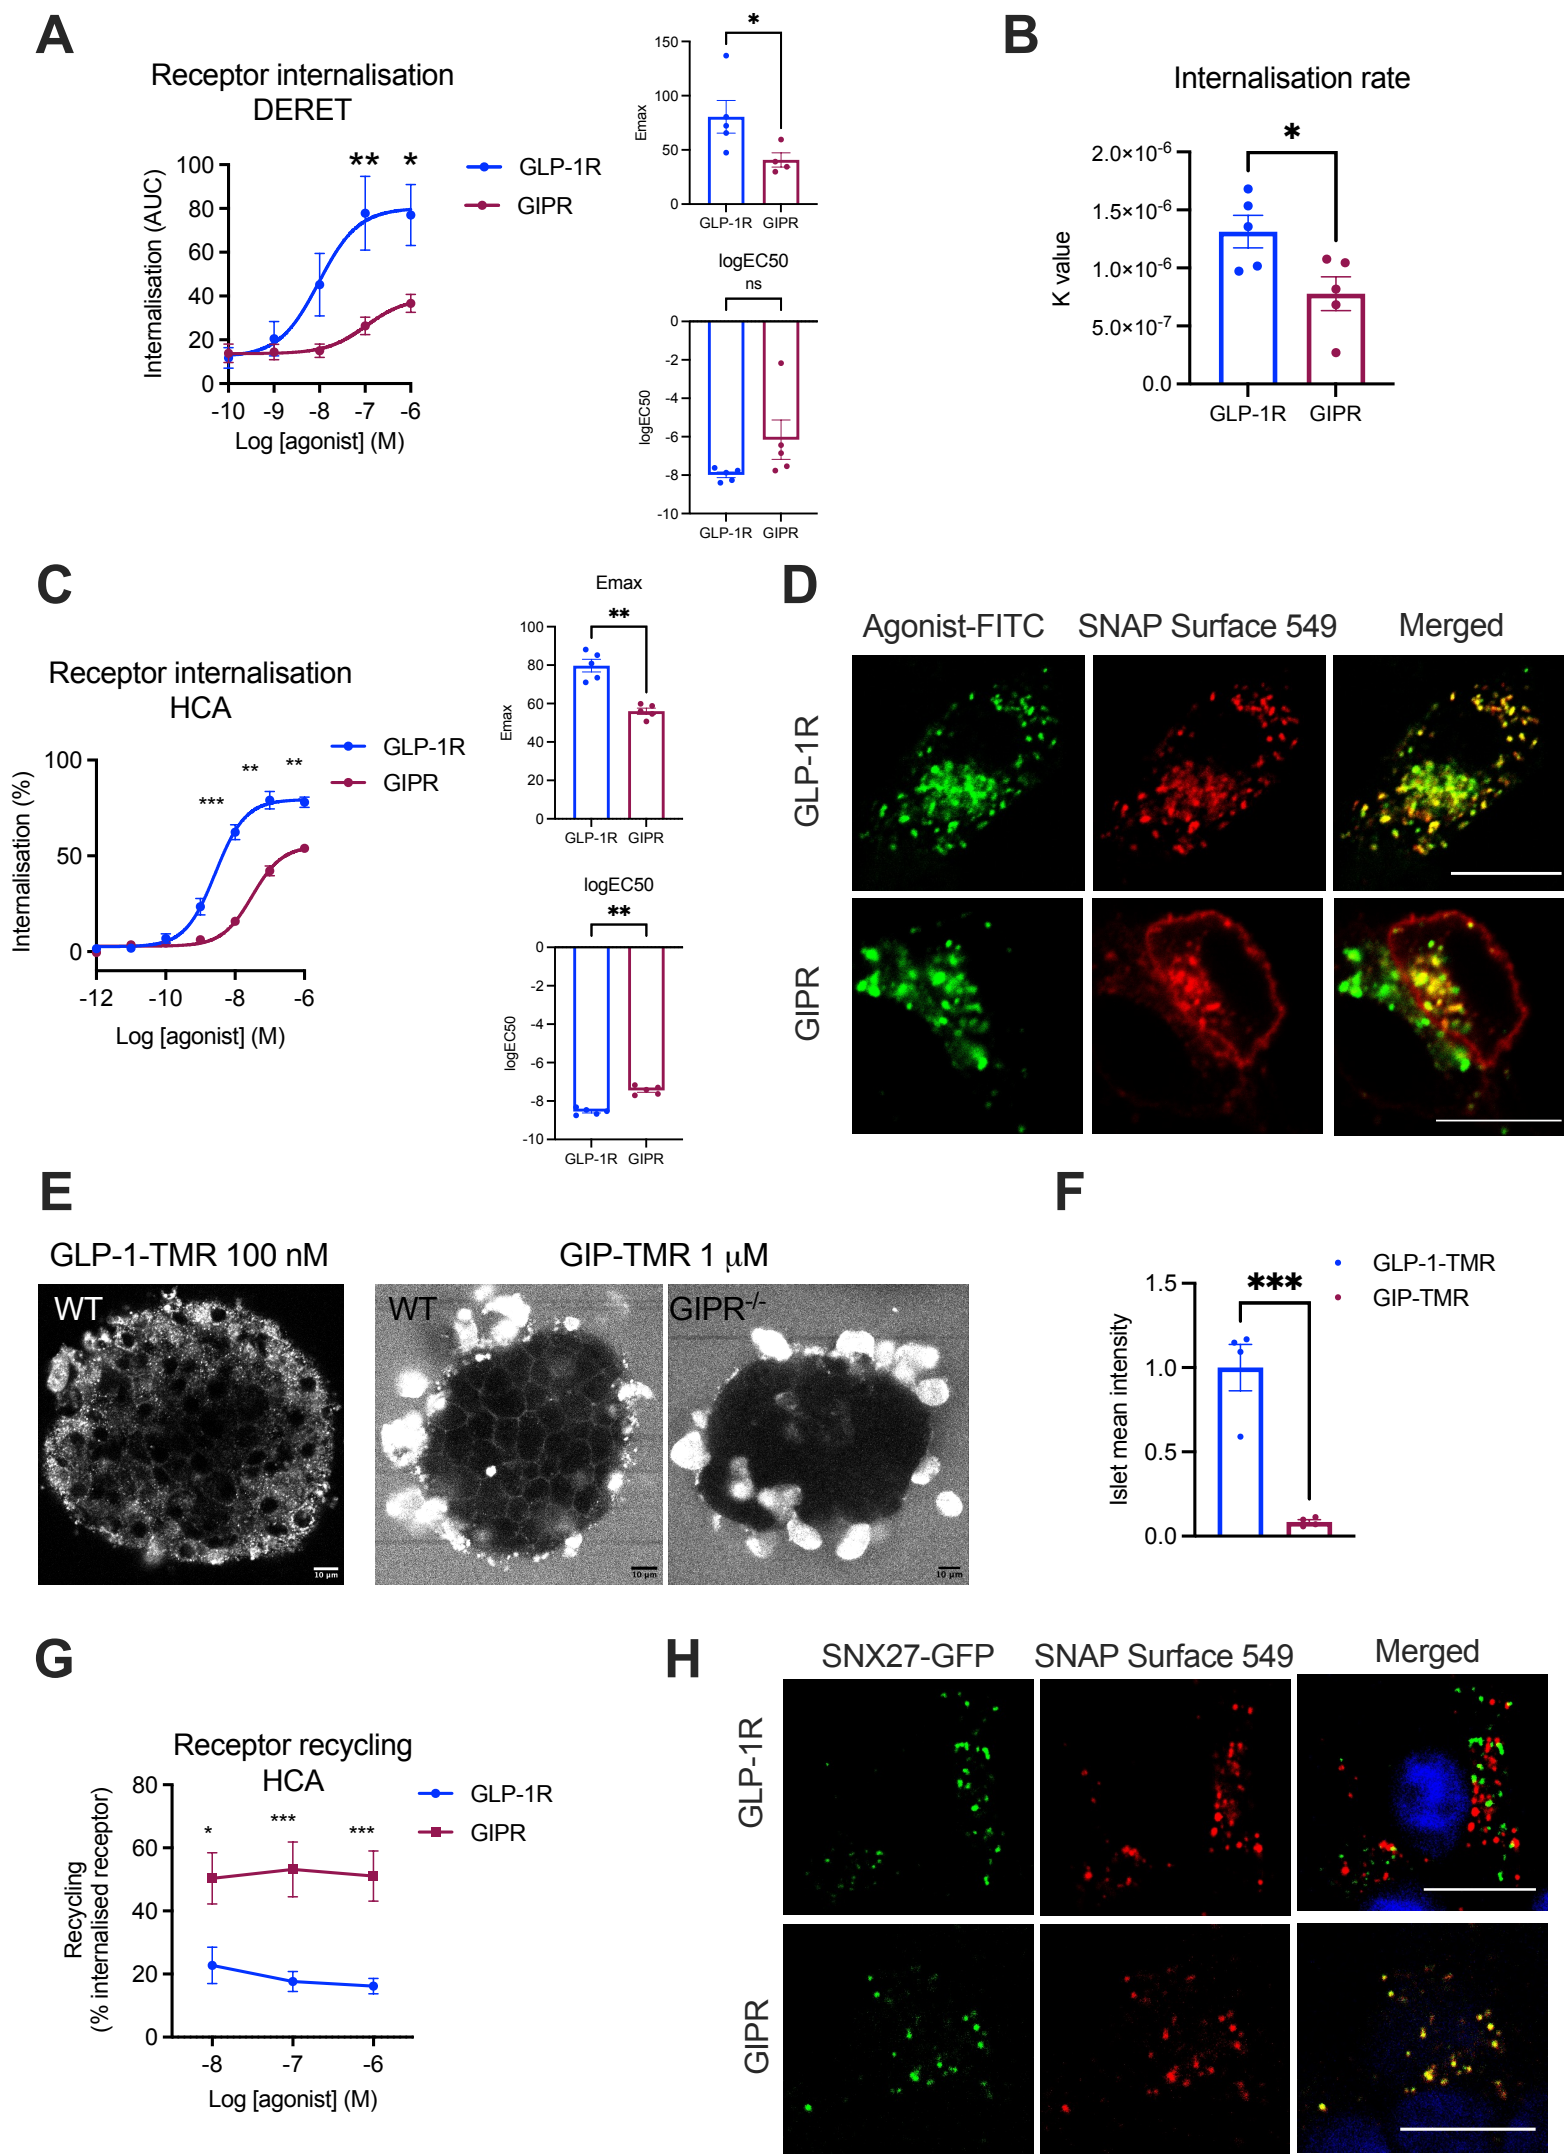 A
Receptor internalisation
DERET
Internalisation (AUC)
100
80
60
40
20
0
** *
-10 -9 -8 -7 -6
Log [agonist] (M)
GLP-1R
GIPR
*
Emax
150
100
50
0
GLP-1R GIPR
logEC50
ns
logEC50
0
-2
-4
-6
-8
-10
GLP-1R GIPR
B
Internalisation rate
*
K value
2.0×10-6
1.5×10-6
1.0×10-6
5.0×10-7
0.0
GLP-1R GIPR
C
Receptor internalisation
HCA
Internalisation (%)
100
50
0
*** ** **
-12 -10 -8 -6
Log [agonist] (M)
GLP-1R
GIPR
Emax
**
Emax
100
80
60
40
20
0
GLP-1R GIPR
logEC50
**
logEC50
0
-2
-4
-6
-8
-10
GLP-1R GIPR
D
Agonist-FITC SNAP Surface 549 Merged
GLP-1R
GIPR
E
GLP-1-TMR 100 nM
GIP-TMR 1 μM
WT
WT
GIPR-/-
10 μm
10 μm
10 μm
F
Islet mean intensity
1.5
1.0
0.5
0.0
***
GLP-1-TMR
GIP-TMR
G
Receptor recycling
HCA
Recycling
(% internalised receptor)
80
60
40
20
0
* *** ***
-8 -7 -6
Log [agonist] (M)
GLP-1R
GIPR
H
SNX27-GFP SNAP Surface 549 Merged
GLP-1R
GIPR